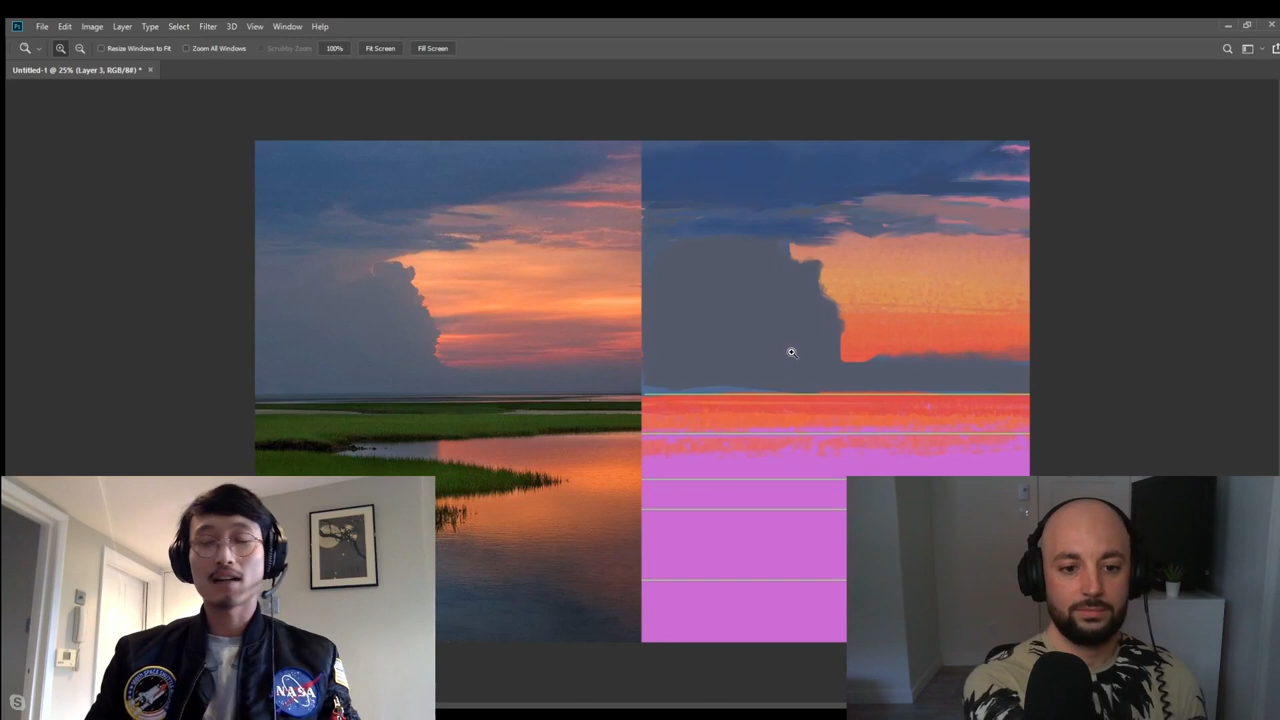 Ps File Edit Image Layer Type Select Filter 3D View Window Help
Resize Windows to Fit Zoom All Windows Scrubby Zoom 100% Fit Screen Fill Screen
Untitled-1 @ 25% (Layer 3, RGB/8#) * ×
NASA